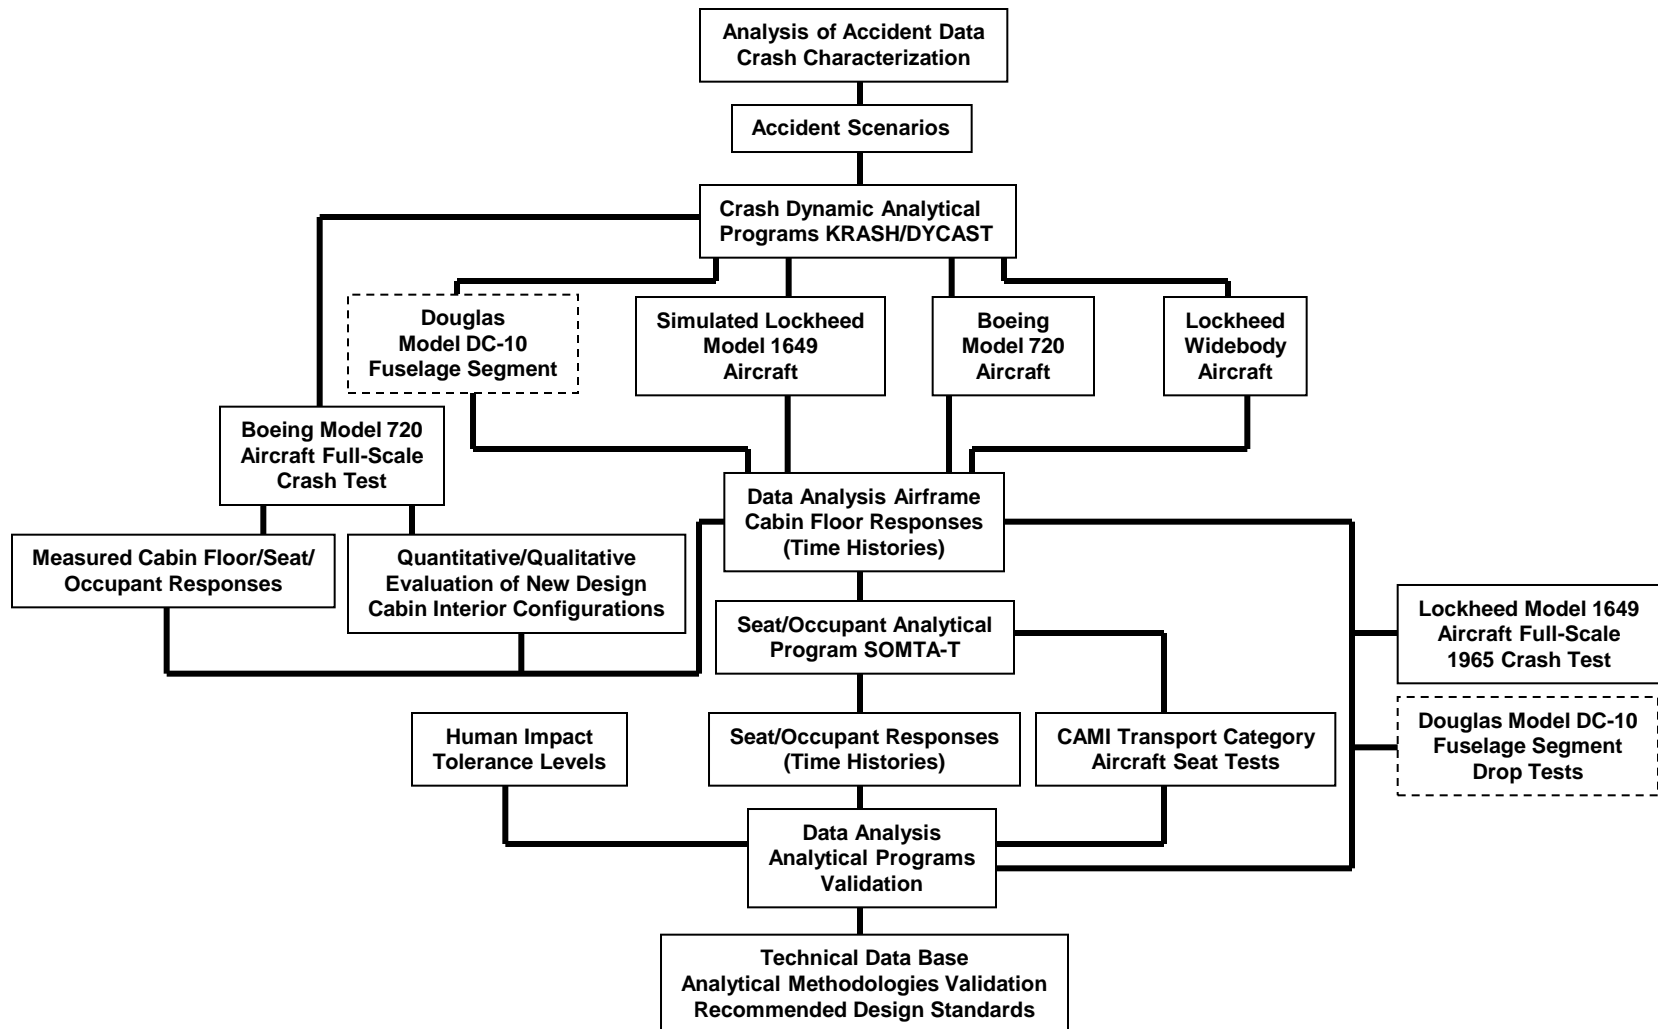 Analysis of Accident Data
Crash Characterization
Accident Scenarios
Crash Dynamic Analytical
Programs KRASH/DYCAST
Douglas
Model DC-10
Fuselage Segment
Simulated Lockheed
Model 1649
Aircraft
Boeing
Model 720
Aircraft
Lockheed
Widebody
Aircraft
Boeing Model 720
Aircraft Full-Scale
Crash Test
Data Analysis Airframe
Cabin Floor Responses
(Time Histories)
Measured Cabin Floor/Seat/
Occupant Responses
Quantitative/Qualitative
Evaluation of New Design
Cabin Interior Configurations
Seat/Occupant Analytical
Program SOMTA-T
Lockheed Model 1649
Aircraft Full-Scale
1965 Crash Test
Human Impact
Tolerance Levels
Seat/Occupant Responses
(Time Histories)
CAMI Transport Category
Aircraft Seat Tests
Douglas Model DC-10
Fuselage Segment
Drop Tests
Data Analysis
Analytical Programs
Validation
Technical Data Base
Analytical Methodologies Validation
Recommended Design Standards